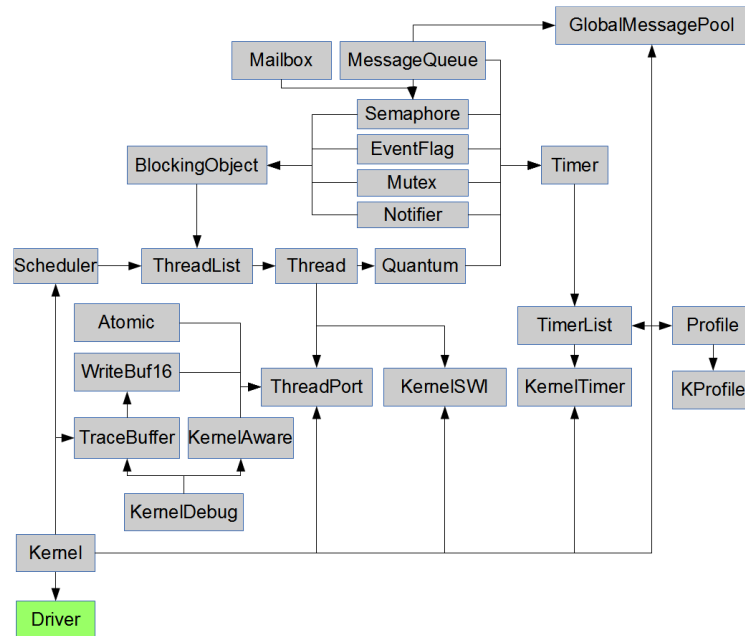 GlobalMessagePool
Mailbox
MessageQueue
Semaphore
EventFlag
BlockingObject
Timer
Mutex
Notifier
Scheduler
ThreadList
Thread
Quantum
Atomic
TimerList
Profile
WriteBuf16
ThreadPort
KernelSWI
KernelTimer
KProfile
TraceBuffer
KernelAware
KernelDebug
Kernel
Driver